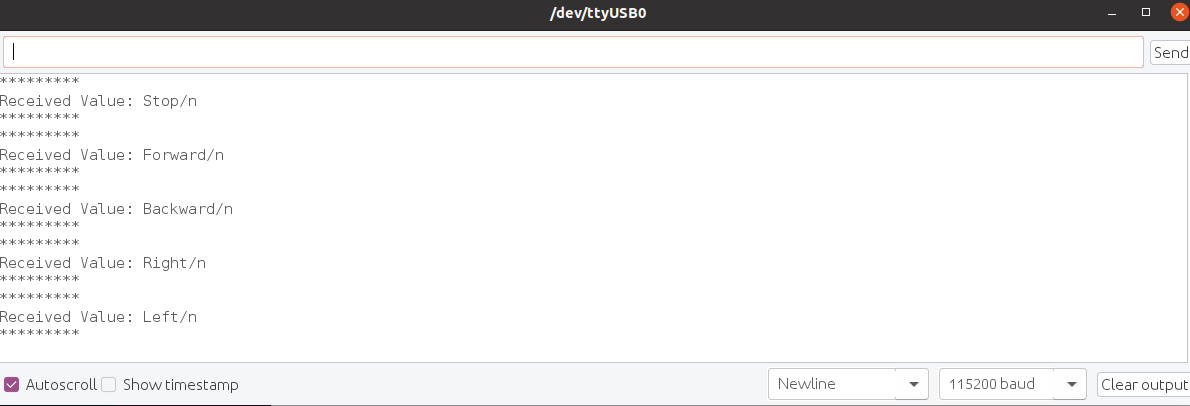 /dev/ttyUSB0
Send
*********
Received Value: Stop/n
*********
*********
Received Value: Forward/n
*********
*********
Received Value: Backward/n
*********
*********
Received Value: Right/n
*********
*********
Received Value: Left/n
*********
Autoscroll Show timestamp Newline 115200 baud Clear output